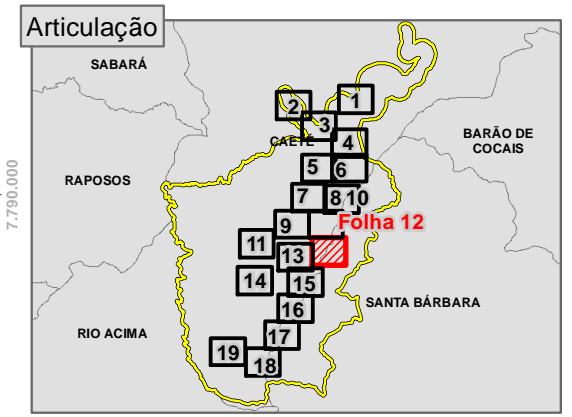 Articulação
SABARÁ
1
2
3
CAETÉ
4
BARÃO DE
COCAIS
5
6
RAPOSOS
7
8
10
7.790.000
9
Folha 12
11
13
14
15
SANTA BÁRBARA
16
RIO ACIMA
17
19
18